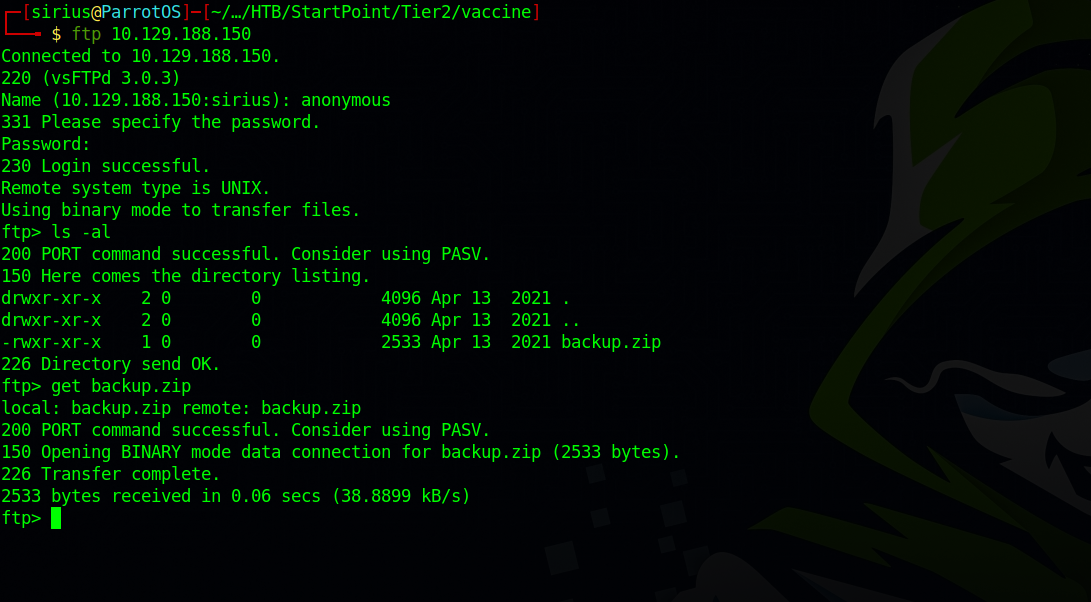 ┌─[sirius@ParrotOS]─[~/…/HTB/StartPoint/Tier2/vaccine]
└──╼ $ ftp 10.129.188.150
Connected to 10.129.188.150.
220 (vsFTPd 3.0.3)
Name (10.129.188.150:sirius): anonymous
331 Please specify the password.
Password:
230 Login successful.
Remote system type is UNIX.
Using binary mode to transfer files.
ftp> ls -al
200 PORT command successful. Consider using PASV.
150 Here comes the directory listing.
drwxr-xr-x    2 0        0            4096 Apr 13  2021 .
drwxr-xr-x    2 0        0            4096 Apr 13  2021 ..
-rwxr-xr-x    1 0        0            2533 Apr 13  2021 backup.zip
226 Directory send OK.
ftp> get backup.zip
local: backup.zip remote: backup.zip
200 PORT command successful. Consider using PASV.
150 Opening BINARY mode data connection for backup.zip (2533 bytes).
226 Transfer complete.
2533 bytes received in 0.06 secs (38.8899 kB/s)
ftp>